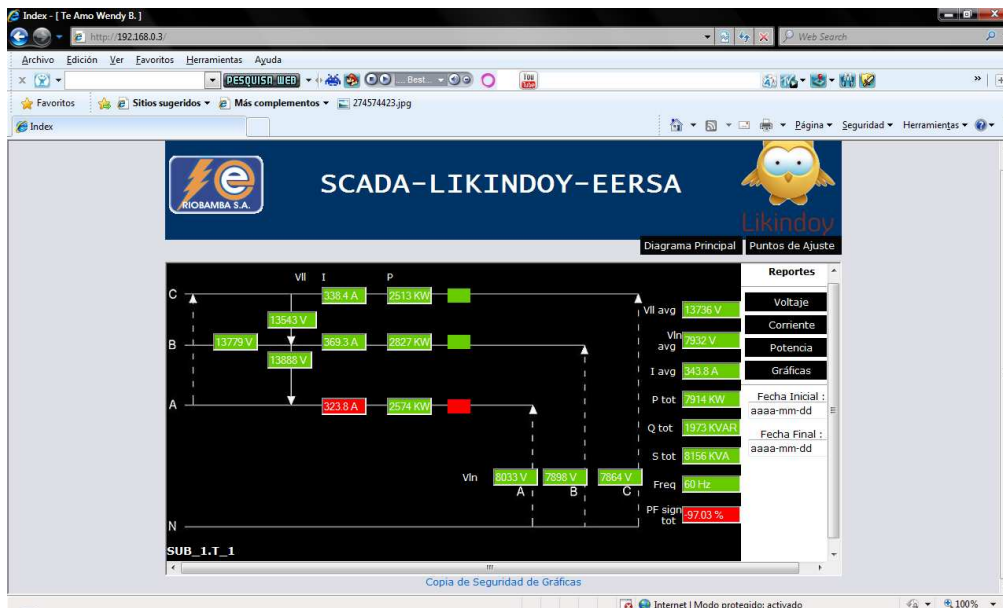 Index - [ Te Amo Wendy B. ]
http://192.168.0.3/
Web Search
Archivo Edición Ver Favoritos Herramientas Ayuda
PESQUISA WEB Best...
You Tube
Favoritos Sitios sugeridos Más complementos 274574423.jpg
Index
Página Seguridad Herramientas
e
RIOBAMBA S.A.
SCADA-LIKINDOY-EERSA
Likindoy
Diagrama Principal Puntos de Ajuste
Vll I P
C 338.4 A 2513 KW
13543 V
B 13779 V 369.3 A 2827 KW
13888 V
A 323.8 A 2574 KW
Vln 8033 V 7898 V 7864 V
A B C
N
SUB_1.T_1
Vll avg 13736 V
Vln avg 7932 V
I avg 343.8 A
P tot 7914 KW
Q tot 1973 KVAR
S tot 8156 KVA
Freq 60 Hz
PF sign tot -97.03 %
Reportes
Voltaje
Corriente
Potencia
Gráficas
Fecha Inicial :
aaaa-mm-dd
Fecha Final :
aaaa-mm-dd
Copia de Seguridad de Gráficas
Internet | Modo protegido: activado 100%